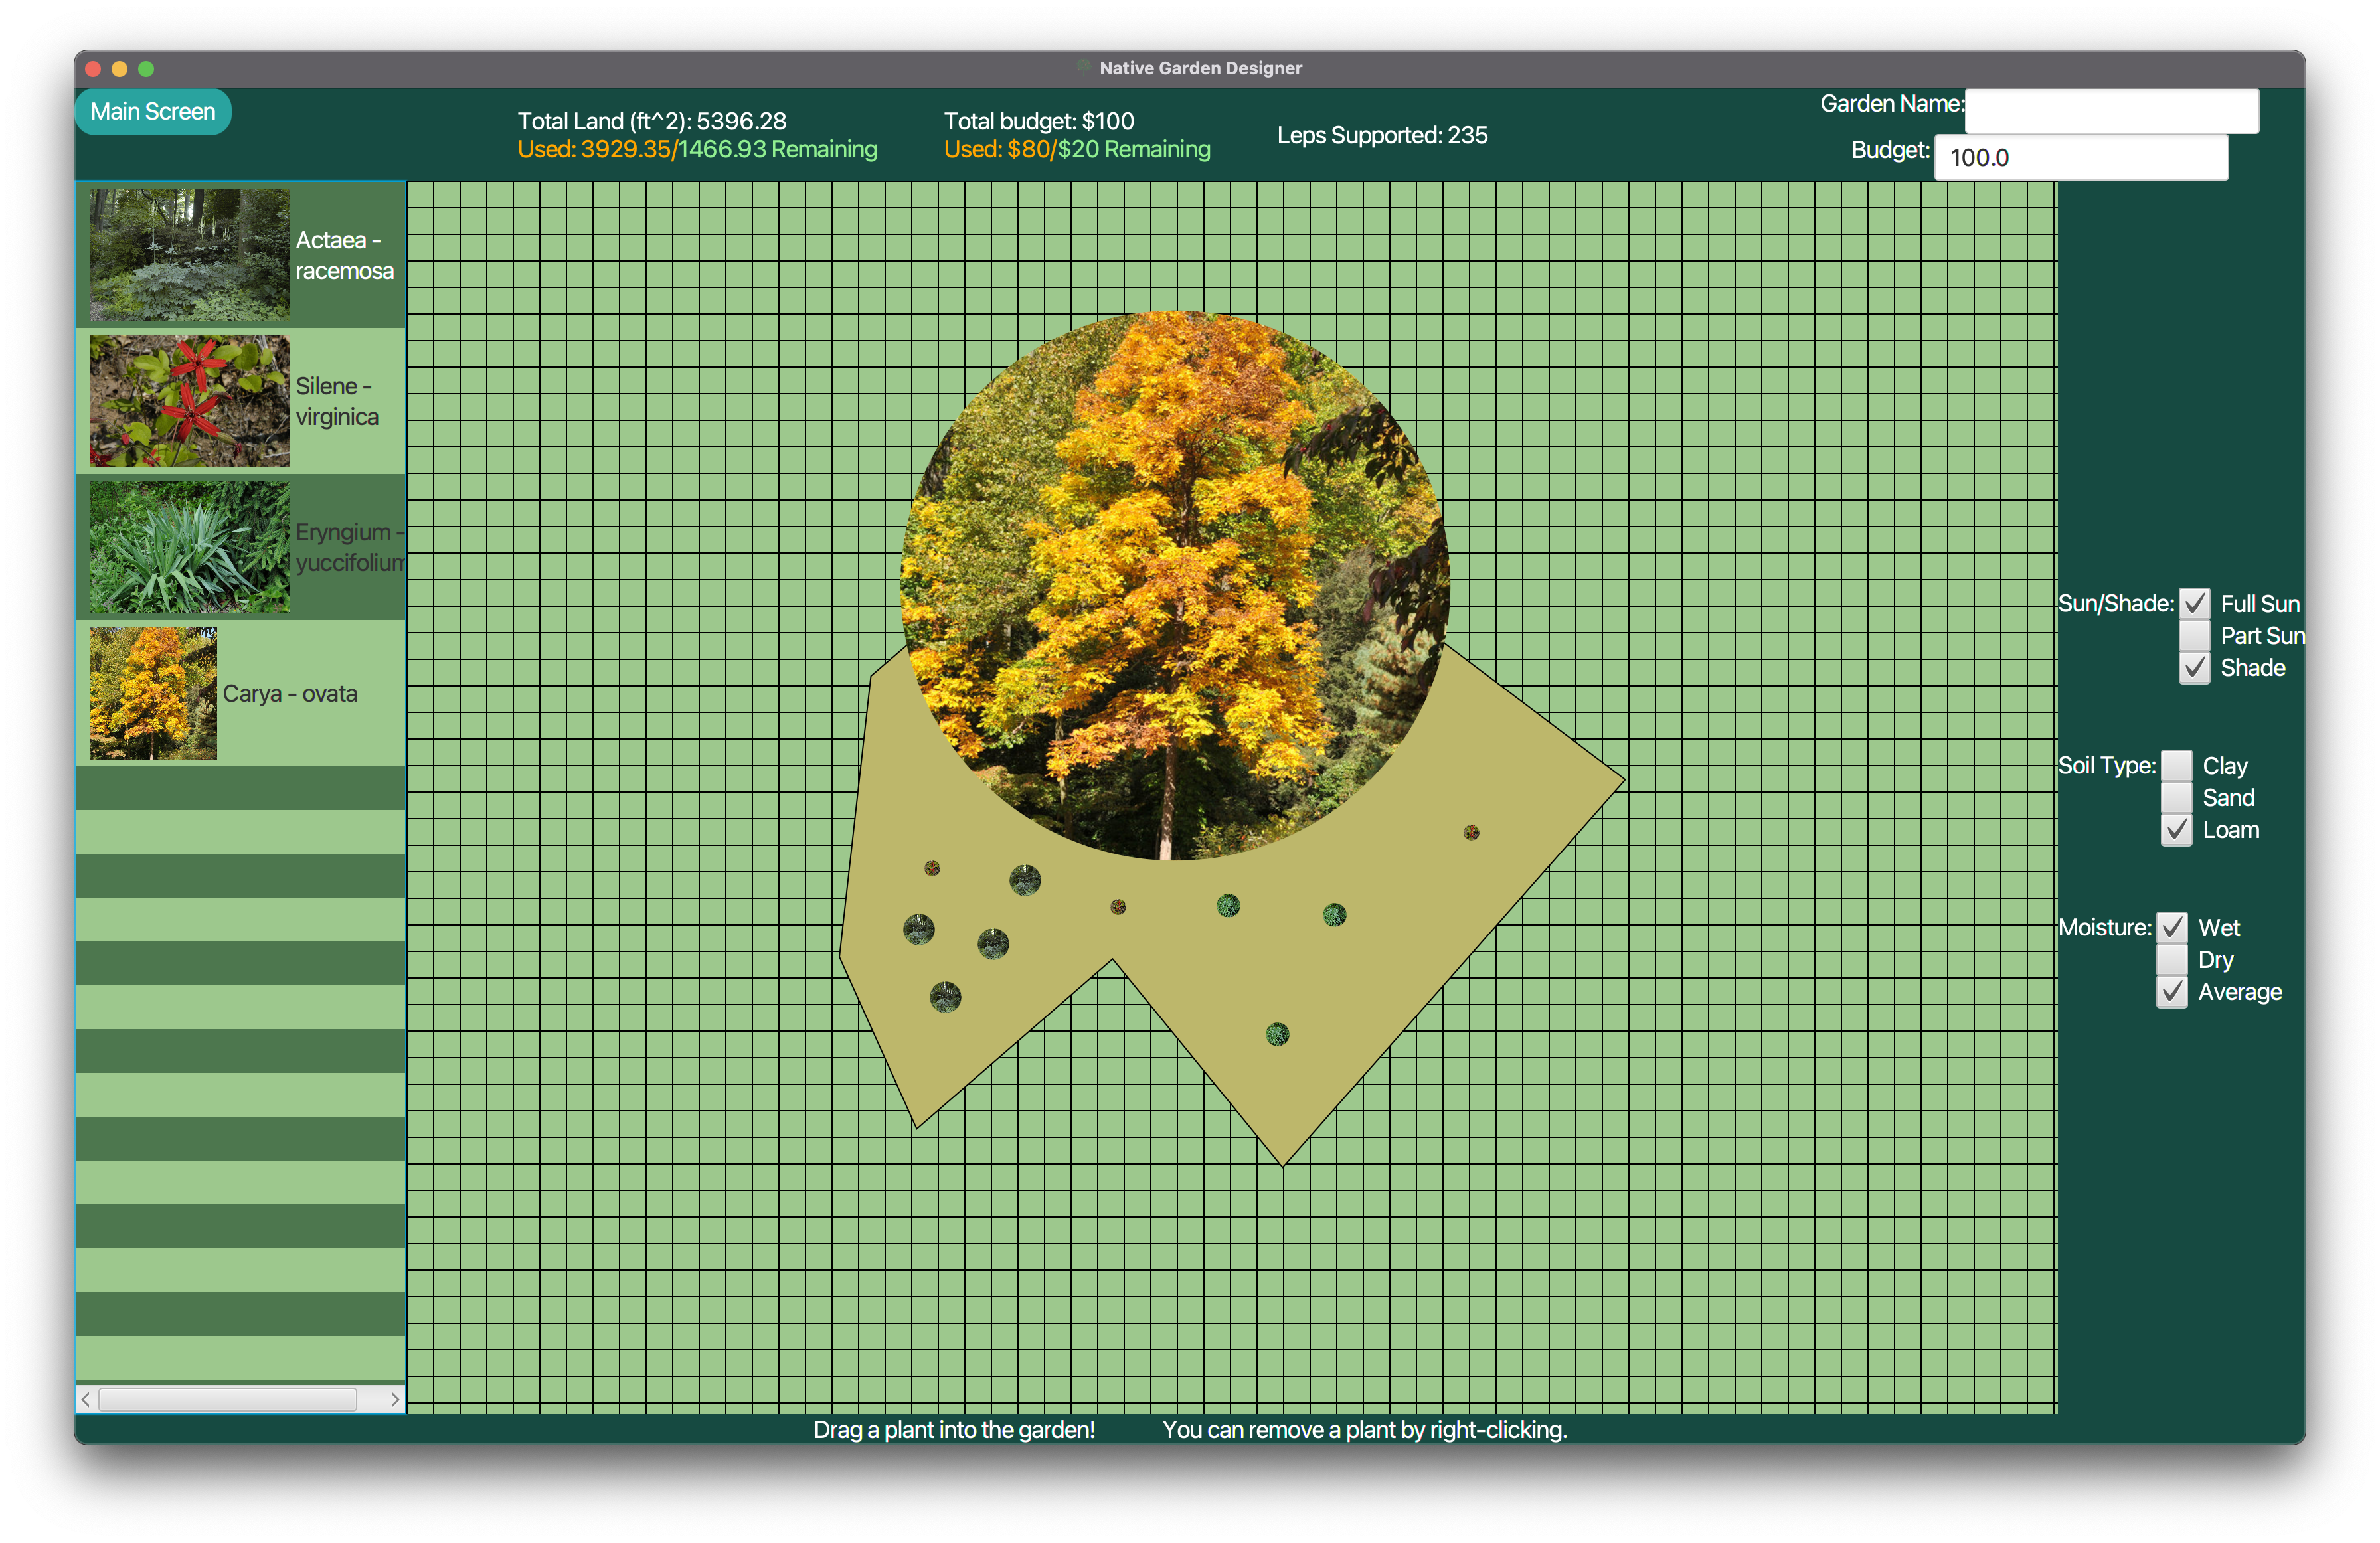 Native Garden Designer
Main Screen
Total Land (ft^2): 5396.28
Used: 3929.35/1466.93 Remaining
Total budget: $100
Used: $80/$20 Remaining
Leps Supported: 235
Garden Name:
Budget: 100.0
Actaea -
racemosa
Silene -
virginica
Eryngium -
yuccifolium
Carya - ovata
Sun/Shade: Full Sun
Part Sun
Shade
Soil Type: Clay
Sand
Loam
Moisture: Wet
Dry
Average
Drag a plant into the garden! You can remove a plant by right-clicking.